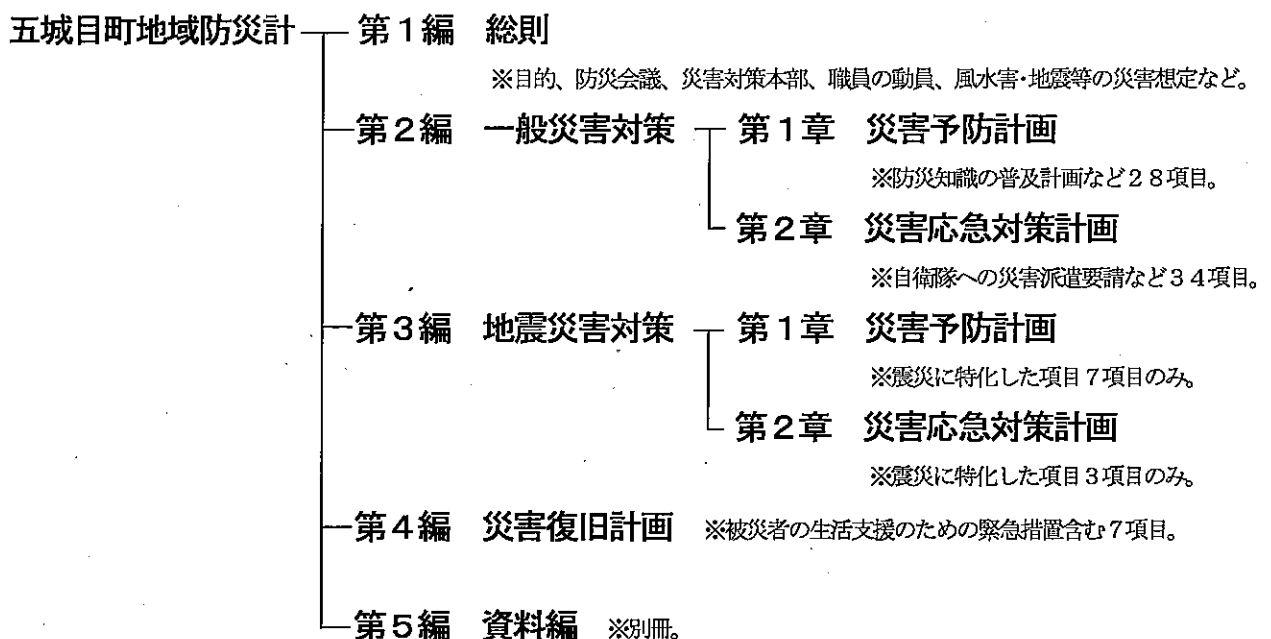 五城目町地域防災計 第1編 総則
※目的、防災会議、災害対策本部、職員の動員、風水害・地震等の災害想定など。
第2編 一般災害対策 第1章 災害予防計画
※防災知識の普及計画など28項目。
第2章 災害応急対策計画
※自衛隊への災害派遣要請など34項目。
第3編 地震災害対策 第1章 災害予防計画
※震災に特化した項目7項目のみ。
第2章 災害応急対策計画
※震災に特化した項目3項目のみ。
第4編 災害復旧計画 ※被災者の生活支援のための緊急措置含む7項目。
第5編 資料編 ※別冊。